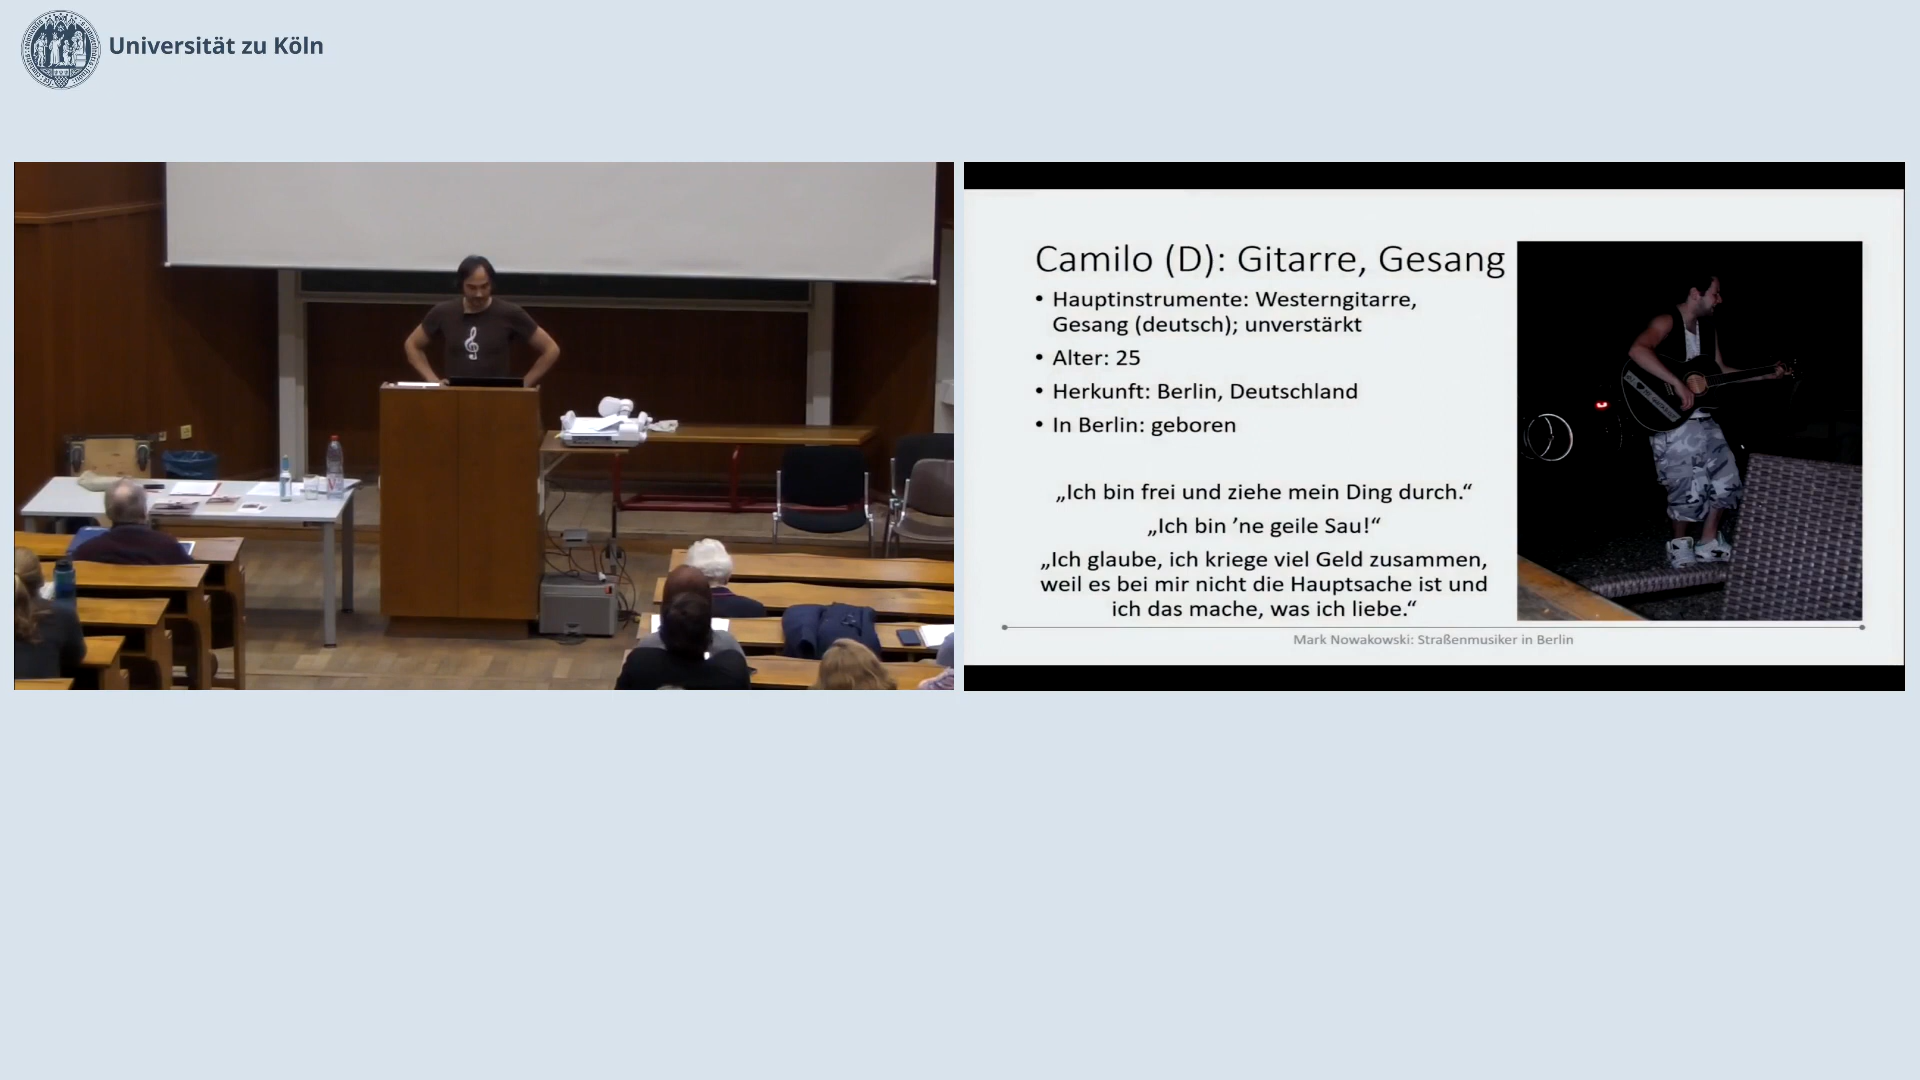 Universität zu Köln
Camilo (D): Gitarre, Gesang
• Hauptinstrumente: Westerngitarre,
Gesang (deutsch); unverstärkt
• Alter: 25
• Herkunft: Berlin, Deutschland
• In Berlin: geboren
„Ich bin frei und ziehe mein Ding durch.“
„Ich bin ’ne geile Sau!“
„Ich glaube, ich kriege viel Geld zusammen,
weil es bei mir nicht die Hauptsache ist und
ich das mache, was ich liebe.“
Mark Nowakowski: Straßenmusiker in Berlin